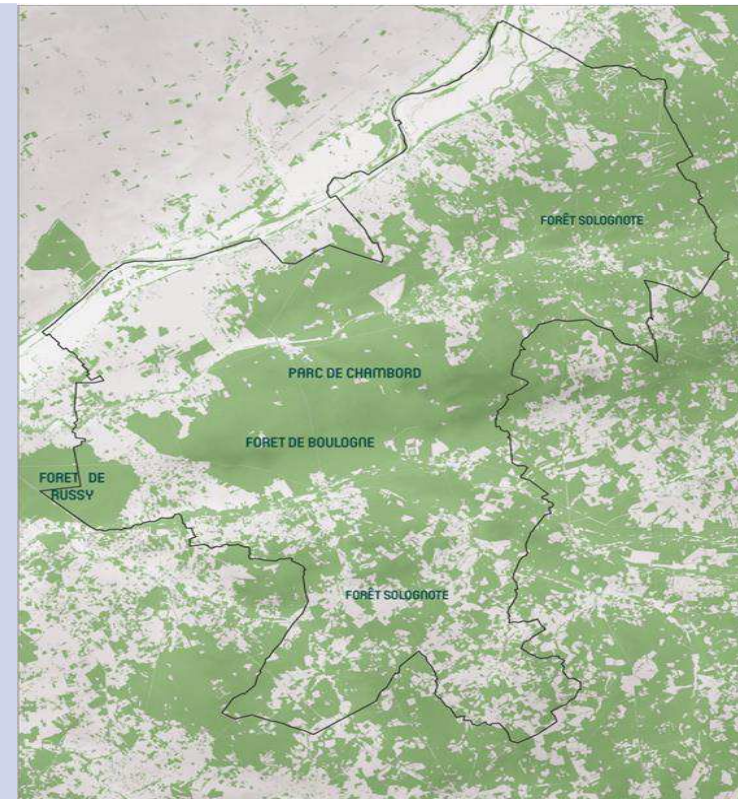 FORÊT SOLOGNOTE
PARC DE CHAMBORD
FORET DE BOULOGNE
FORET DE
RUSSY
FORÊT SOLOGNOTE